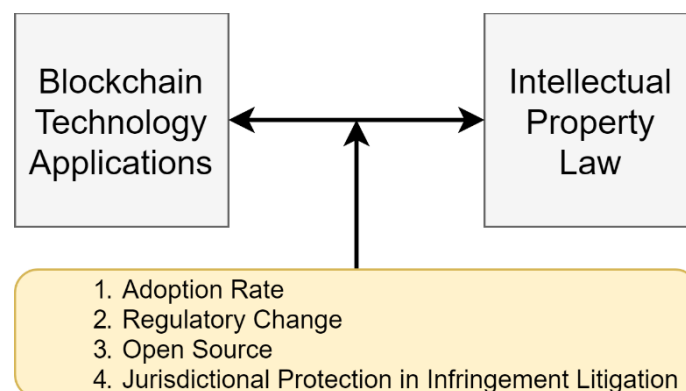 Blockchain
Technology
Applications
Intellectual
Property
Law
1. Adoption Rate
2. Regulatory Change
3. Open Source
4. Jurisdictional Protection in Infringement Litigation